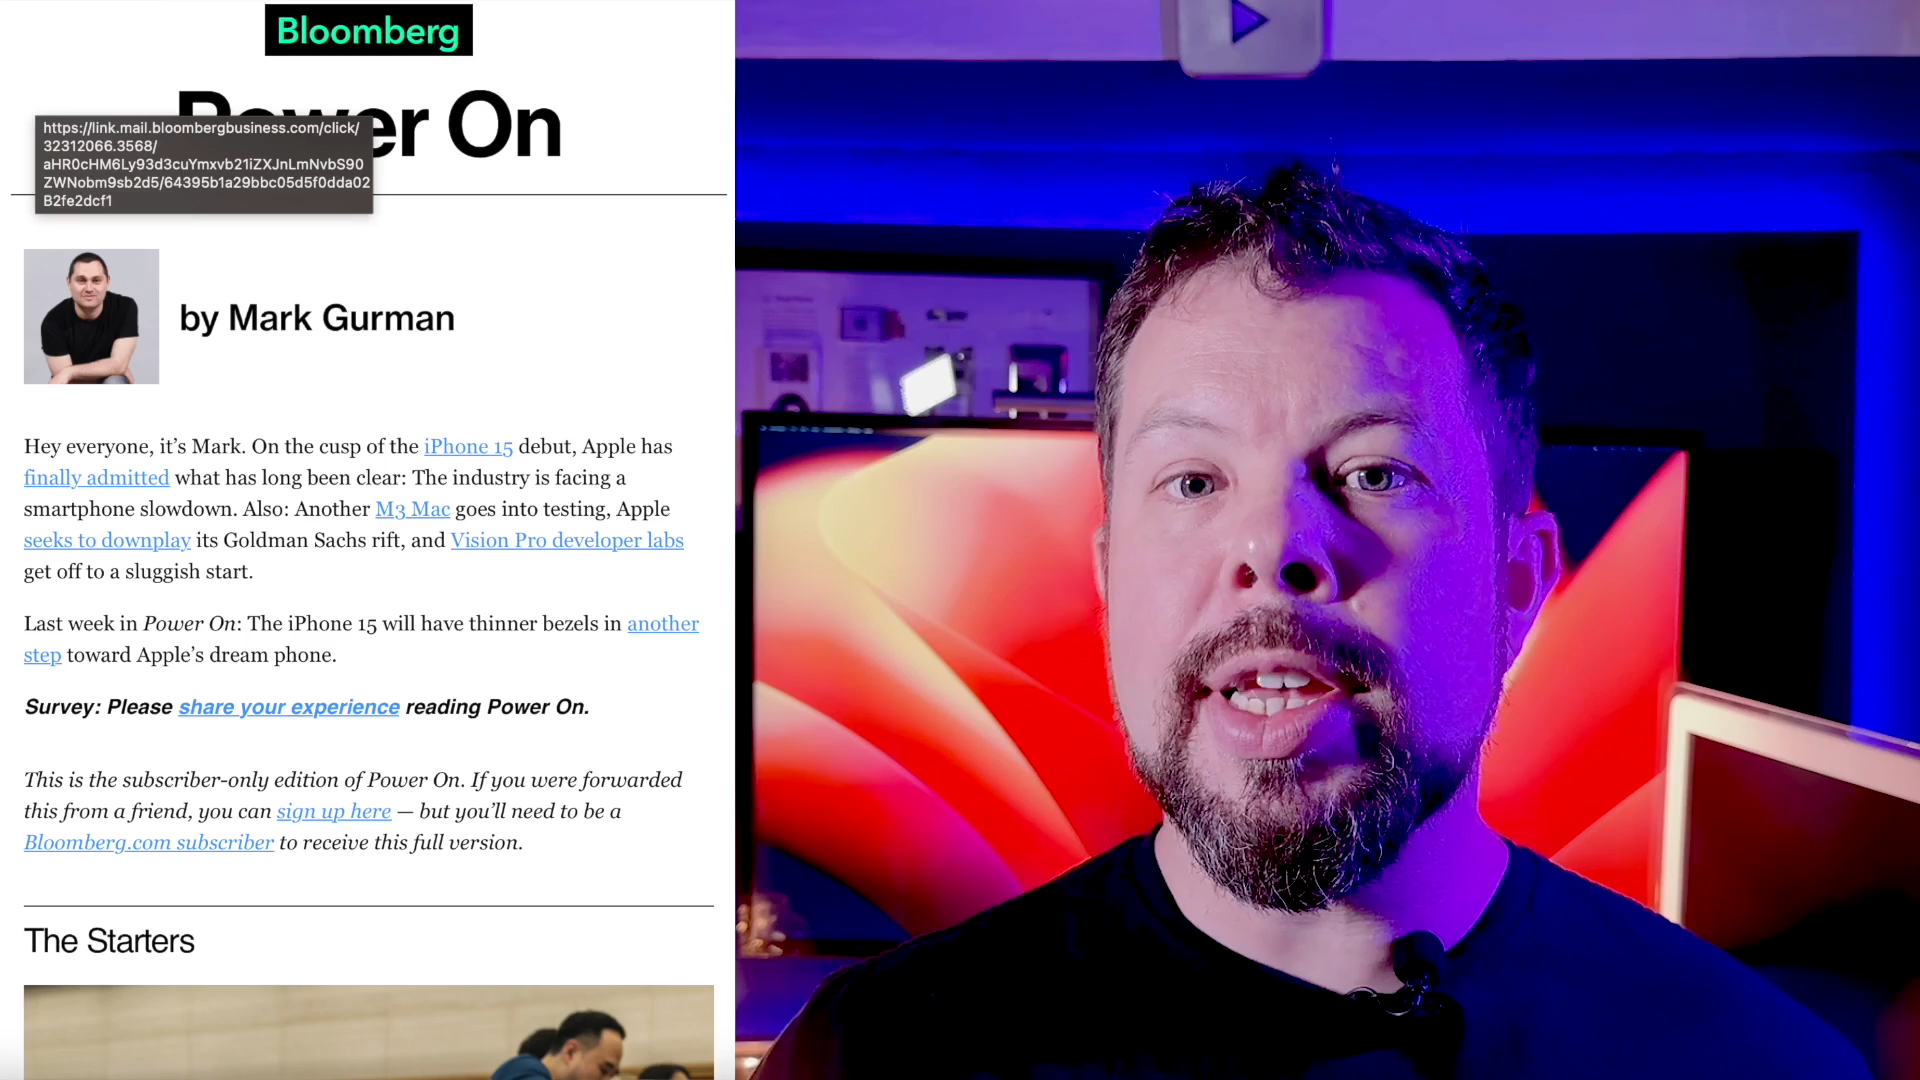 Bloomberg
Power On
https://link.mail.bloombergbusiness.com/click/
32312066.3568/
aHR0cHM6Ly93d3cuYmxvb21iZXJnLmNvbS90
ZWNobm9sb2d5/64395b1a29bbc05d5f0dda02
B2fe2dcf1
by Mark Gurman
Hey everyone, it’s Mark. On the cusp of the iPhone 15 debut, Apple has
finally admitted what has long been clear: The industry is facing a
smartphone slowdown. Also: Another M3 Mac goes into testing, Apple
seeks to downplay its Goldman Sachs rift, and Vision Pro developer labs
get off to a sluggish start.
Last week in Power On: The iPhone 15 will have thinner bezels in another
step toward Apple’s dream phone.
Survey: Please share your experience reading Power On.
This is the subscriber-only edition of Power On. If you were forwarded
this from a friend, you can sign up here — but you’ll need to be a
Bloomberg.com subscriber to receive this full version.
The Starters